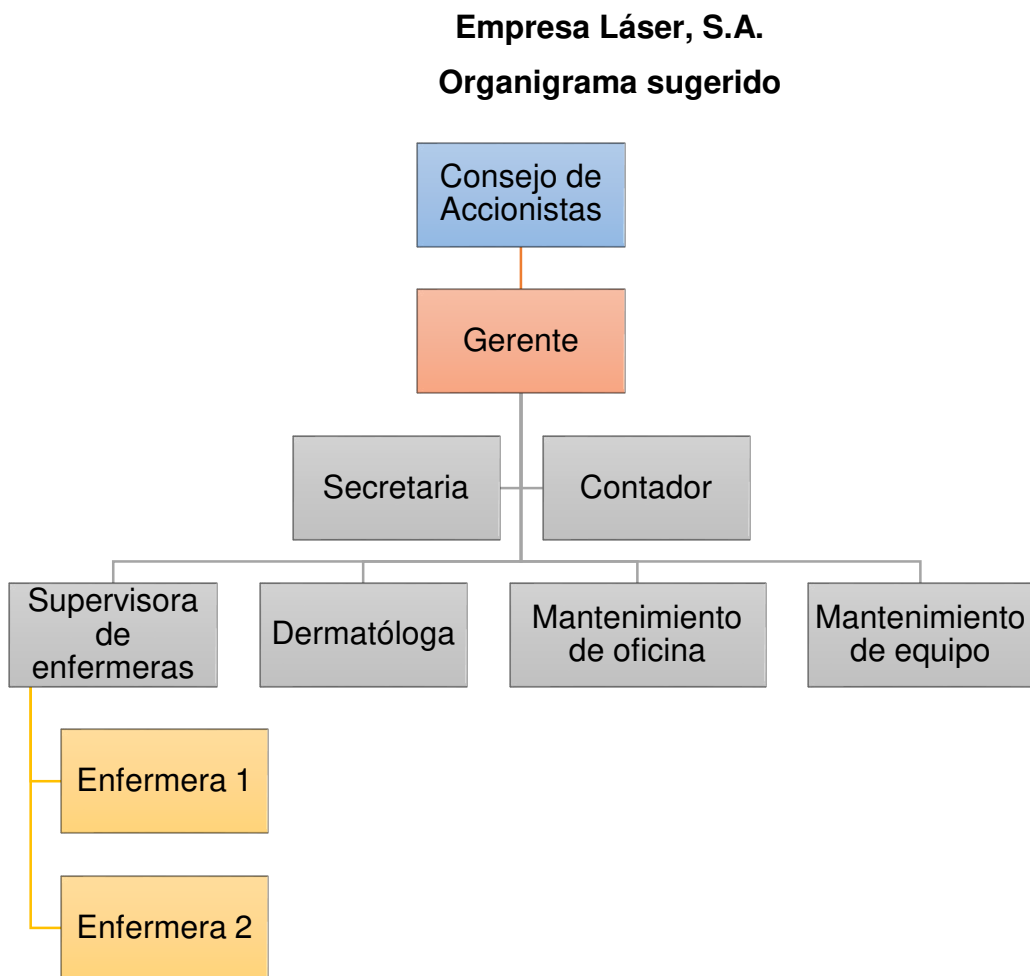 Empresa Láser, S.A.
Organigrama sugerido
Consejo de
Accionistas
Gerente
Secretaria
Contador
Supervisora
de
enfermeras
Dermatóloga
Mantenimiento
de oficina
Mantenimiento
de equipo
Enfermera 1
Enfermera 2